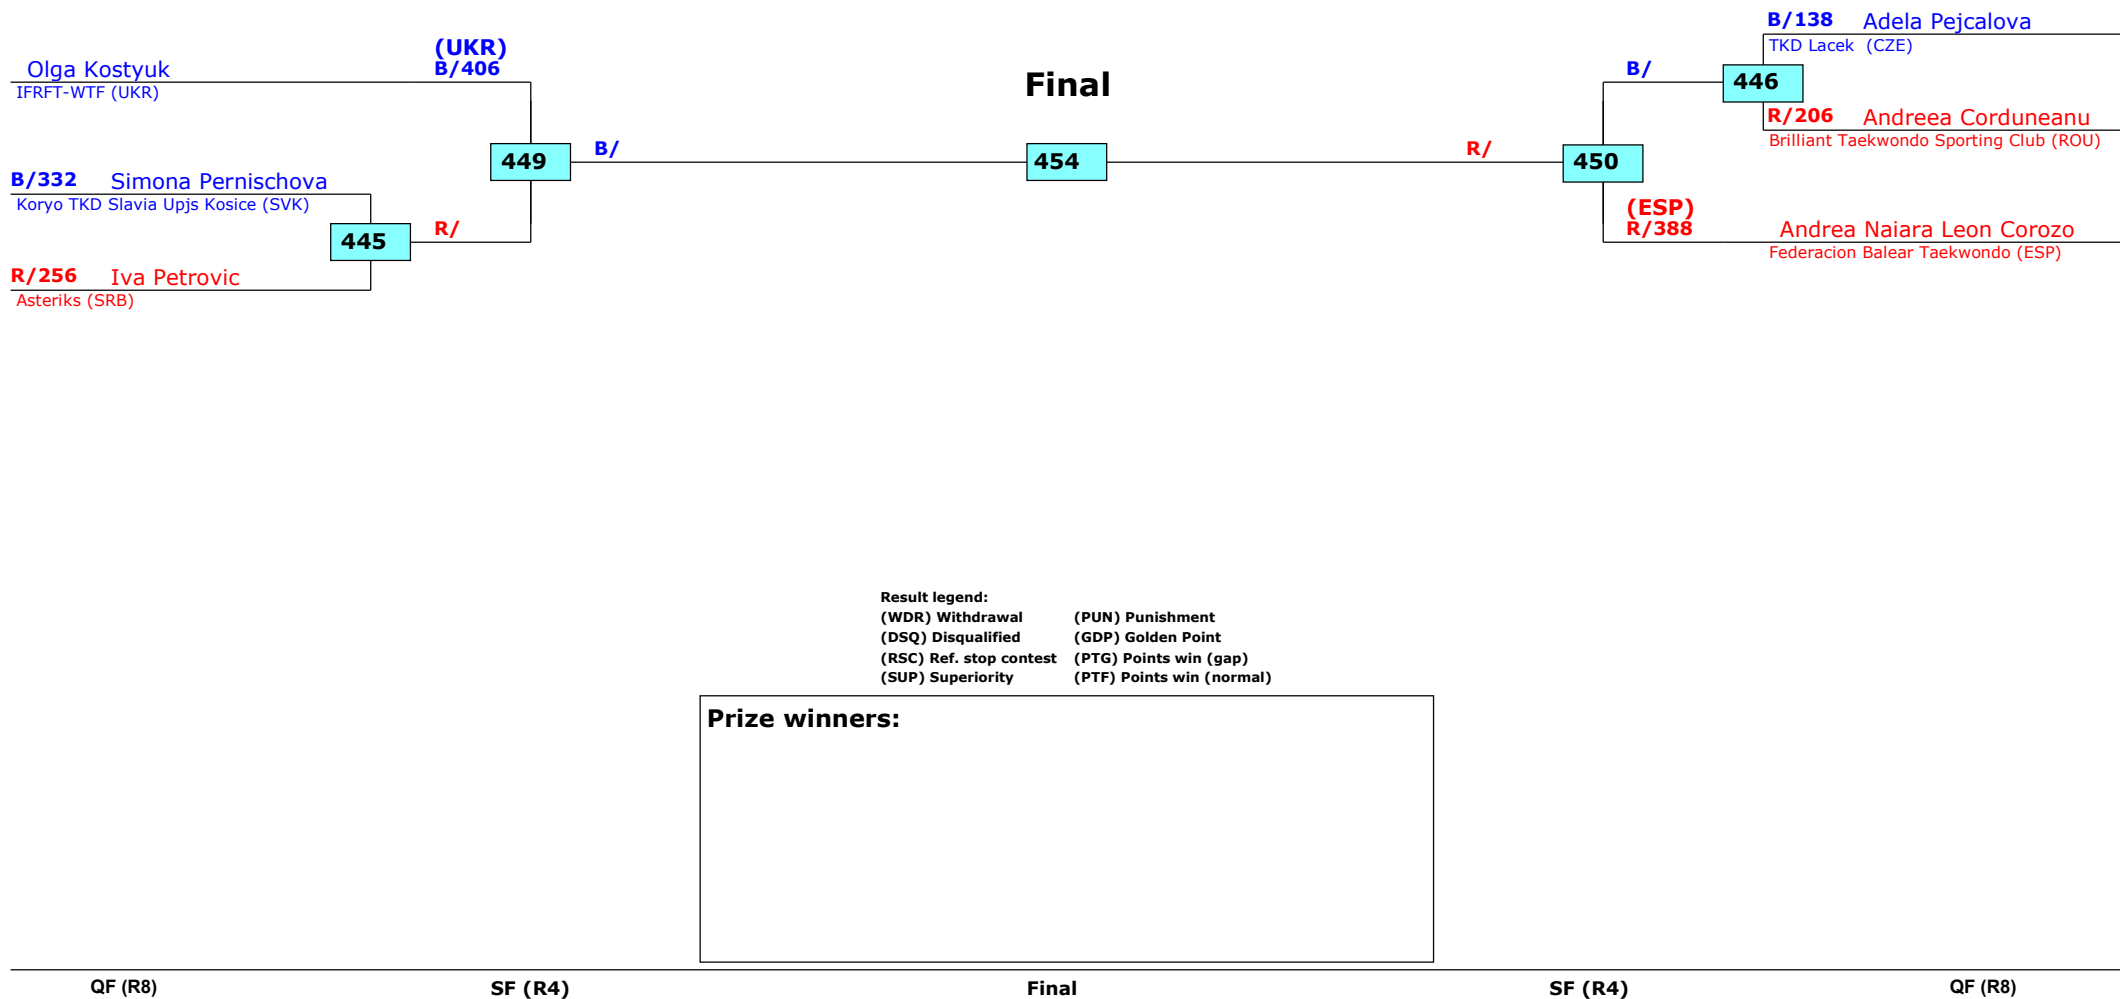 (UKR)
B/406
Olga Kostyuk
IFRFT-WTF (UKR)
B/332 Simona Pernischova
Koryo TKD Slavia Upjs Kosice (SVK)
R/256 Iva Petrovic
Asteriks (SRB)
445
R/
449
B/
Final
454
R/
450
B/
446
B/138 Adela Pejcalova
TKD Lacek (CZE)
R/206 Andreea Corduneanu
Brilliant Taekwondo Sporting Club (ROU)
(ESP)
R/388 Andrea Naiara Leon Corozo
Federacion Balear Taekwondo (ESP)
Result legend:
(WDR) Withdrawal (PUN) Punishment
(DSQ) Disqualified (GDP) Golden Point
(RSC) Ref. stop contest (PTG) Points win (gap)
(SUP) Superiority (PTF) Points win (normal)
Prize winners:
QF (R8) SF (R4) Final SF (R4) QF (R8)